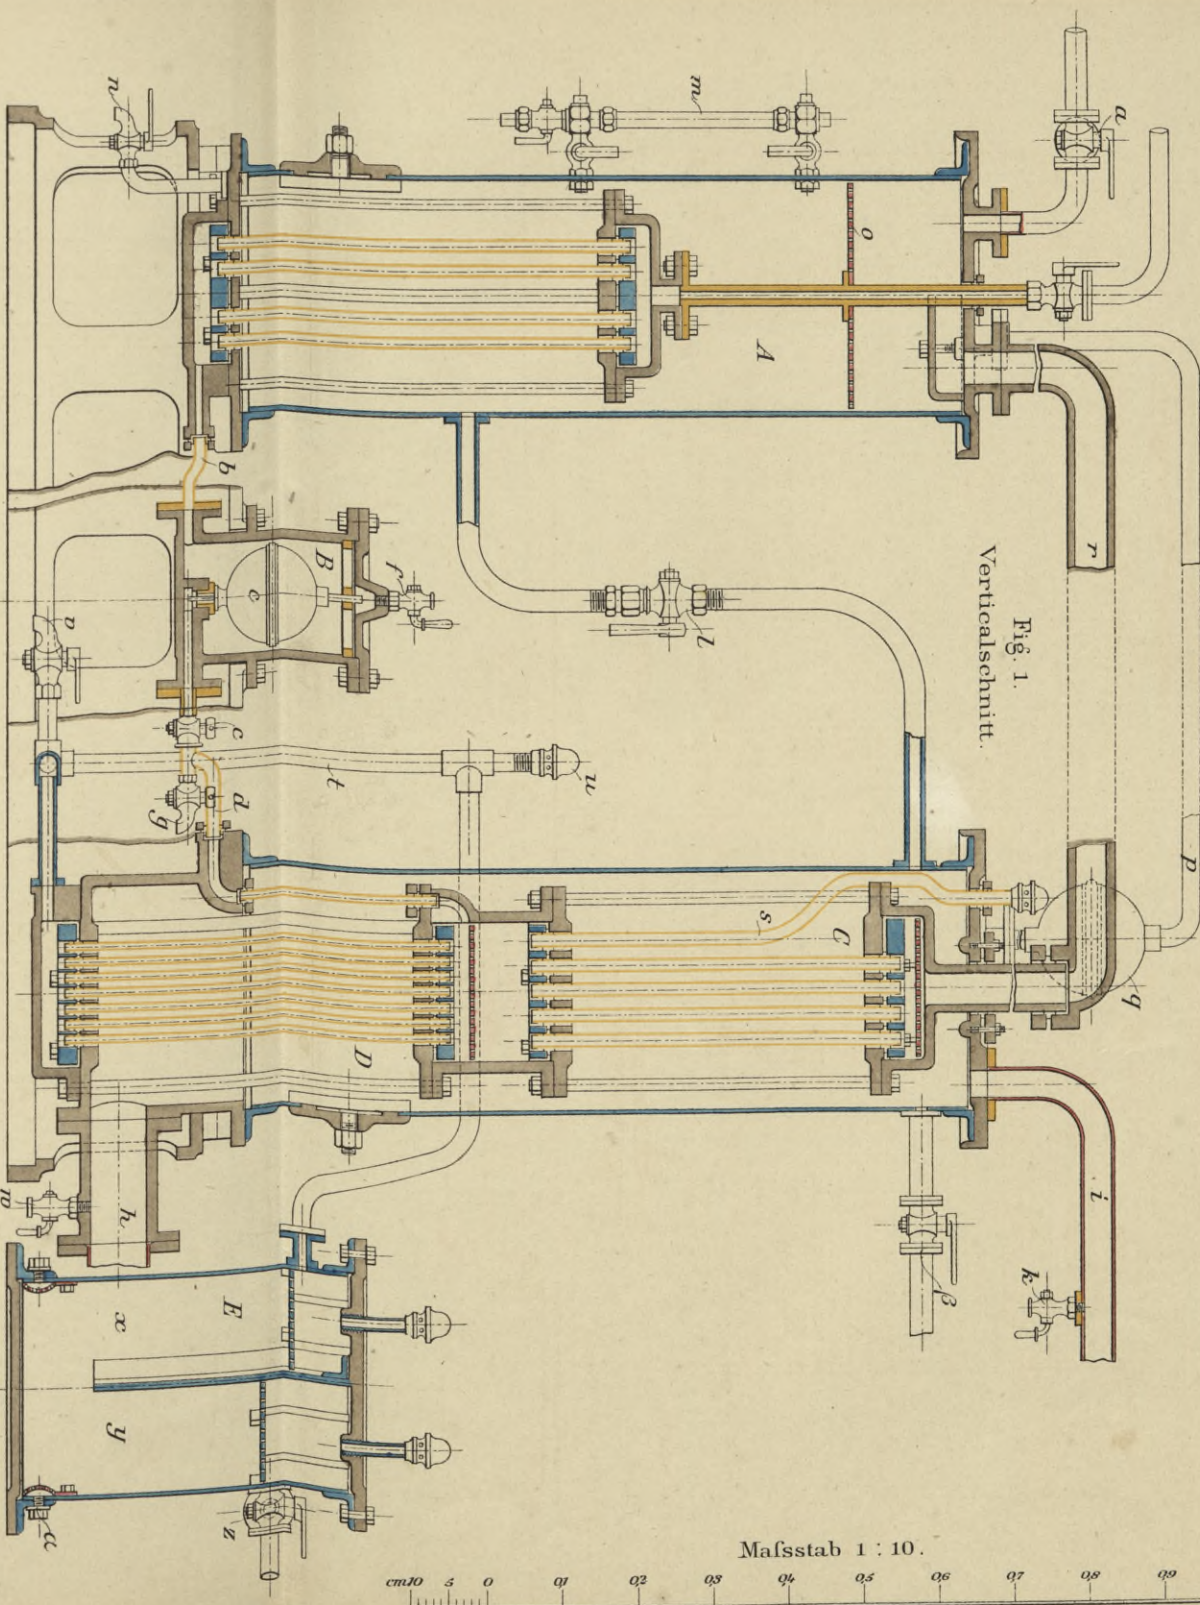 Fig. 1.
Verticalschnitt.
n
m
a
o
A
b
r
B
f
c
l
v
c
t
u
d
g
p
s
C
q
D
i
h
w
β
k
E
x
y
z
α
Maſsstab 1 : 10.
cm10 5 0 0,1 0,2 0,3 0,4 0,5 0,6 0,7 0,8 0,9